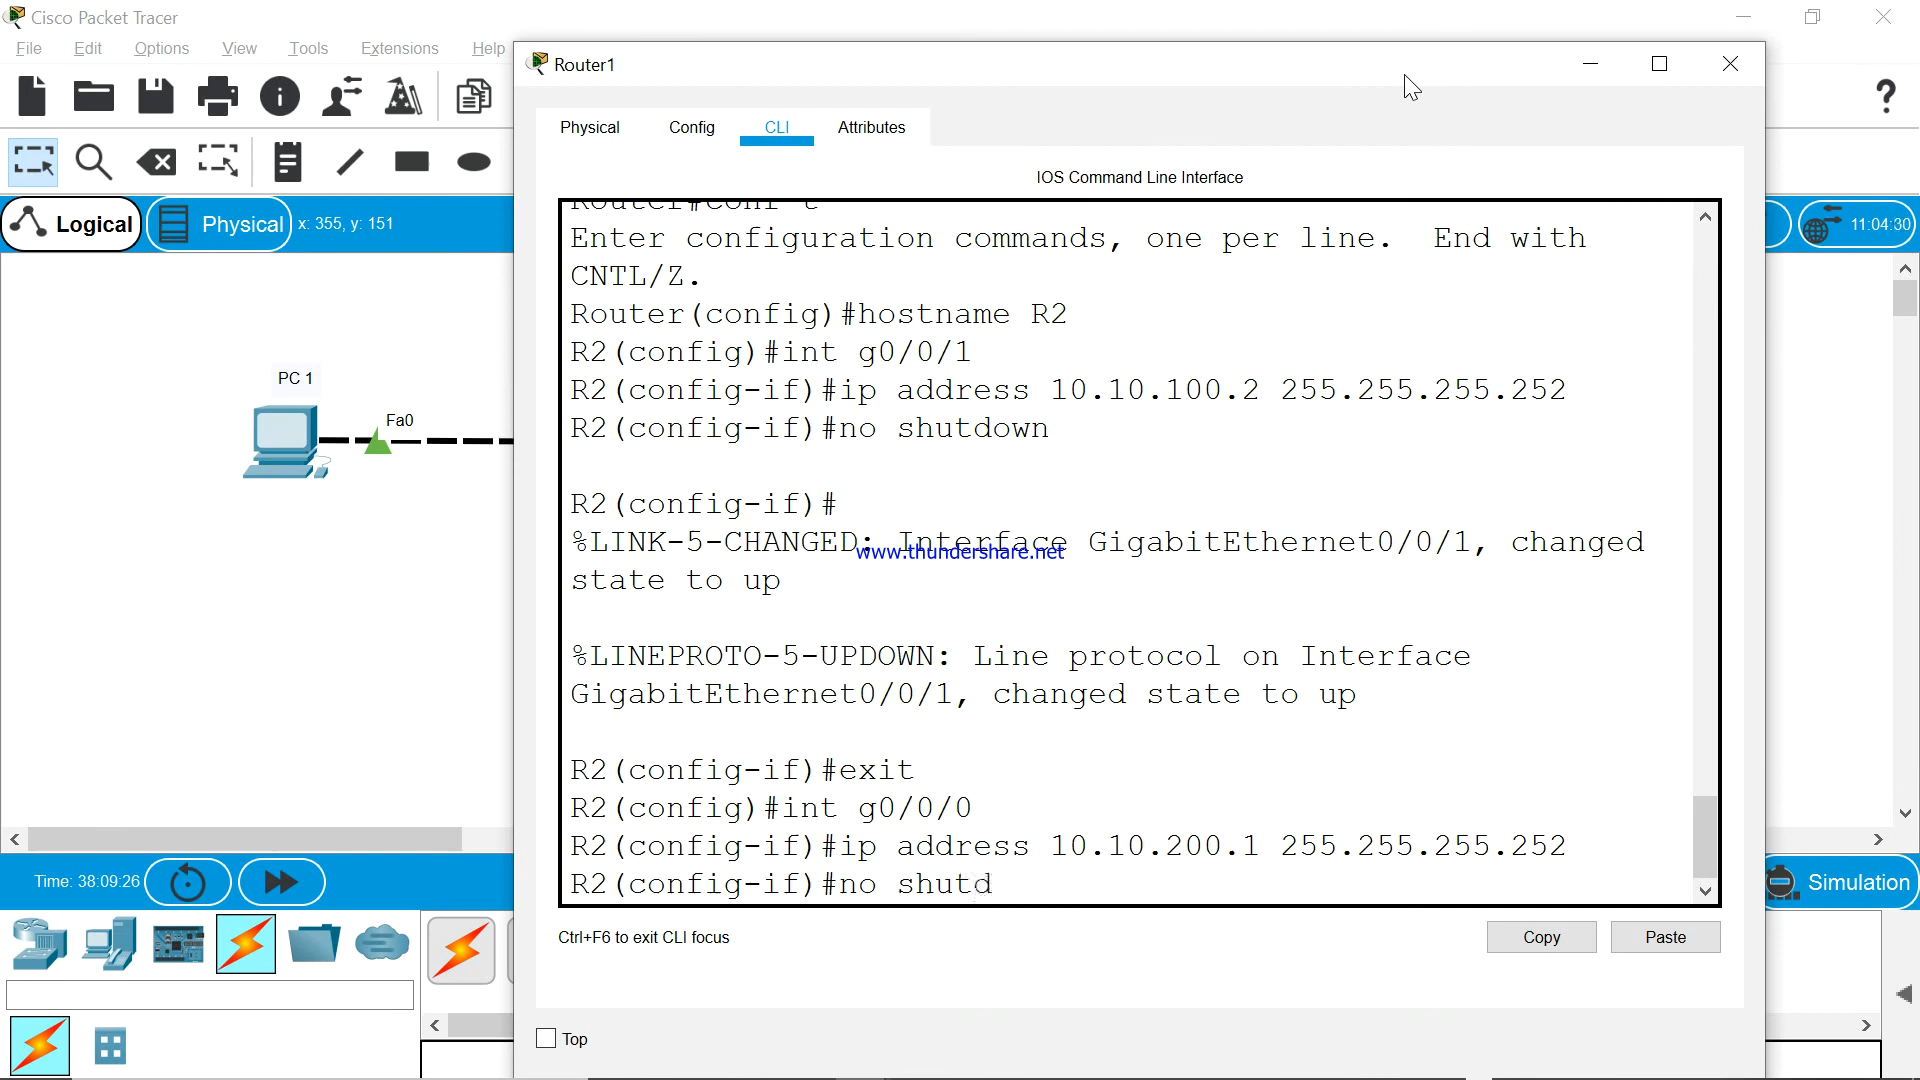 Cisco Packet Tracer
File Edit Options View Tools Extensions Help
Router1
Physical Config CLI Attributes
IOS Command Line Interface
Logical Physical x: 355, y: 151
11:04:30
Router#conf t
Enter configuration commands, one per line.  End with
CNTL/Z.
Router(config)#hostname R2
R2(config)#int g0/0/1
R2(config-if)#ip address 10.10.100.2 255.255.255.252
R2(config-if)#no shutdown
R2(config-if)#
%LINK-5-CHANGED: Interface GigabitEthernet0/0/1, changed
state to up
www.thundershare.net
%LINEPROTO-5-UPDOWN: Line protocol on Interface
GigabitEthernet0/0/1, changed state to up
R2(config-if)#exit
R2(config)#int g0/0/0
R2(config-if)#ip address 10.10.200.1 255.255.255.252
R2(config-if)#no shutd
PC 1
Fa0
Time: 38:09:26
Simulation
Ctrl+F6 to exit CLI focus
Copy
Paste
Top